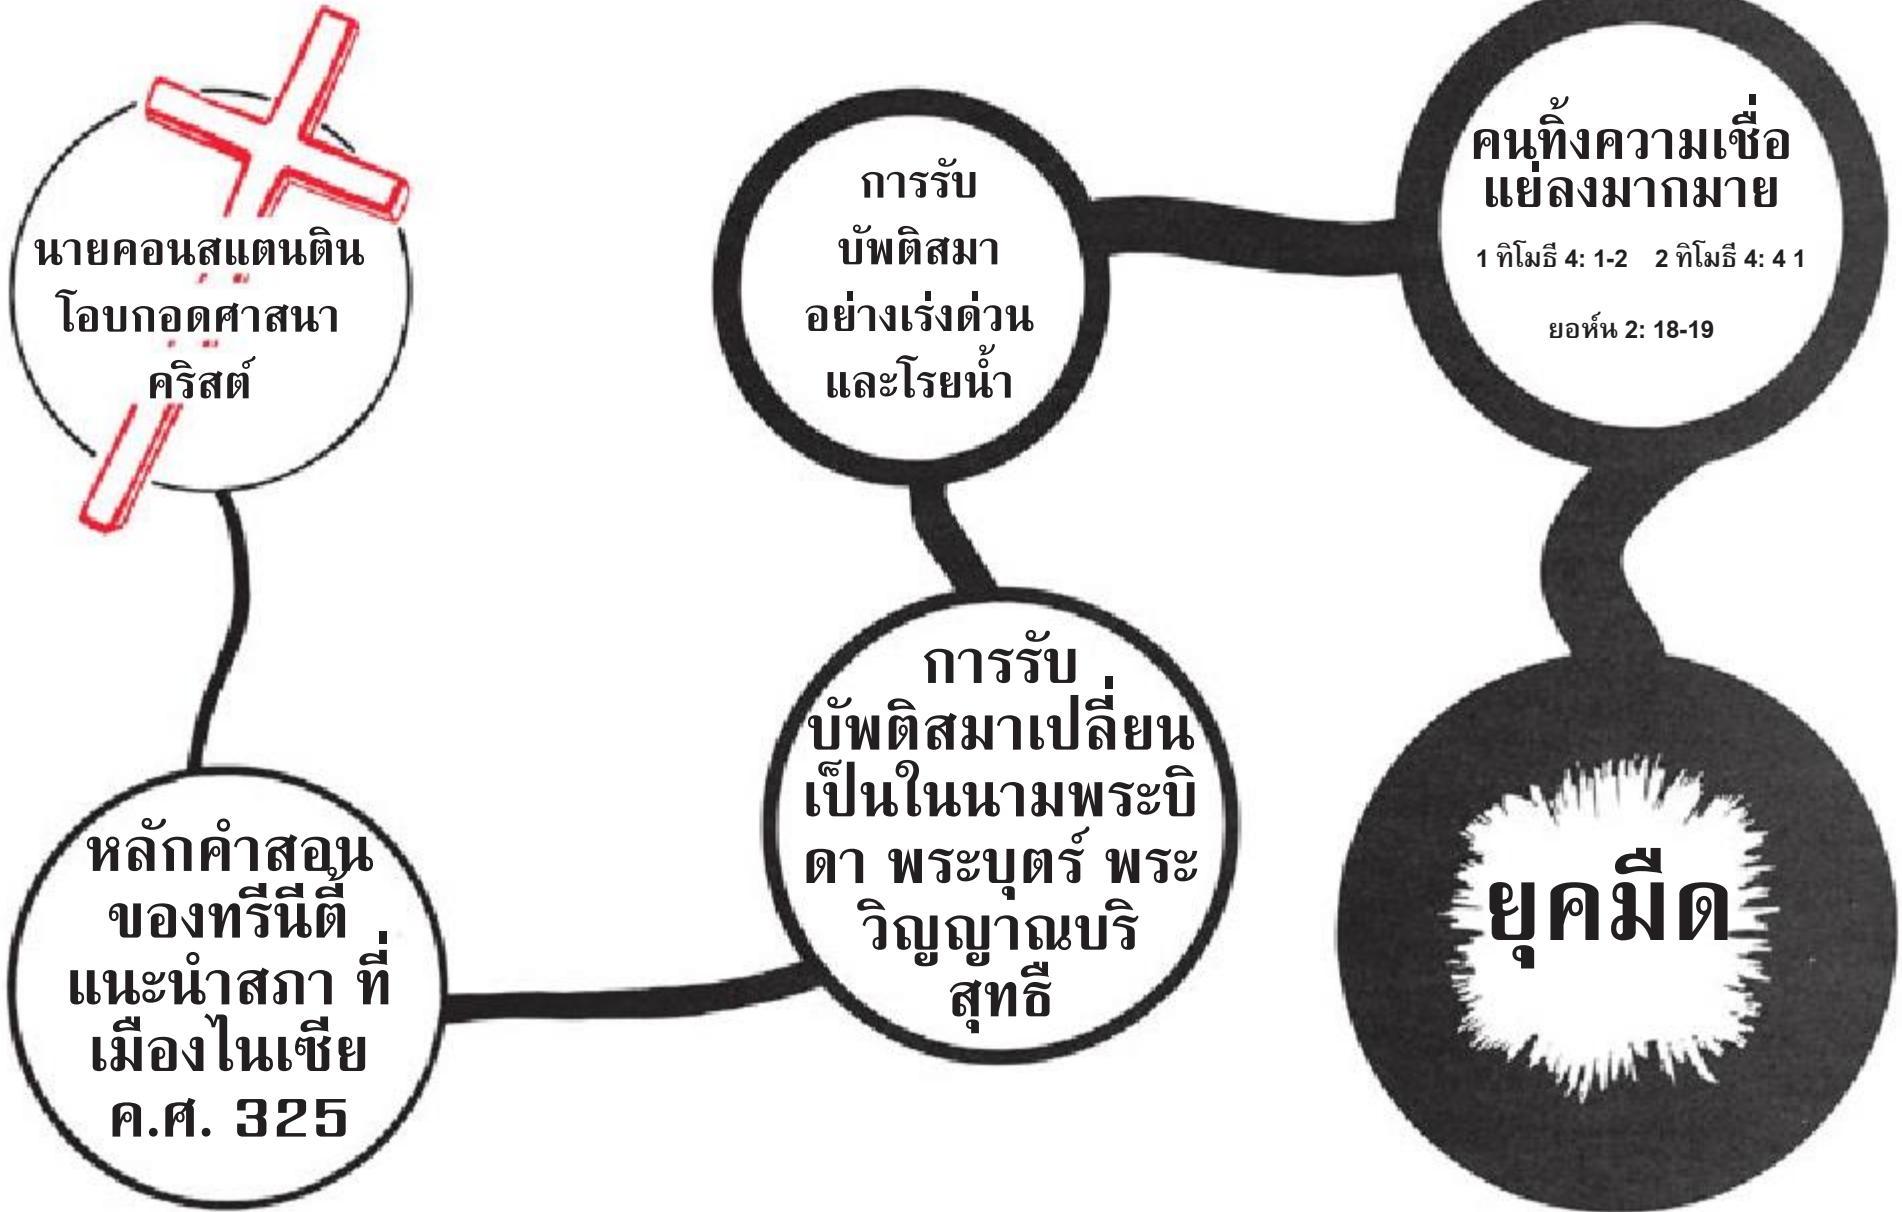 นายคอนสแตนติน
โอบกอดศาสนา
คริสต์
หลักคำสอน
ของทรีนีตี้
แนะนำสภา ที่
เมืองไนเซีย
ค.ศ. 325
การรับ
บัพติสมาเปลี่ยน
เป็นในนามพระบิ
ดา พระบุตร์ พระ
วิญญาณบริ
สุทธิ์
การรับ
บัพติสมา
อย่างเร่งด่วน
และโรยน้ำ
คนทิ้งความเชื่อ
แย่ลงมากมาย
1 ทิโมธี 4: 1-2 2 ทิโมธี 4: 4 1
ยอห์น 2: 18-19
ยุคมืด